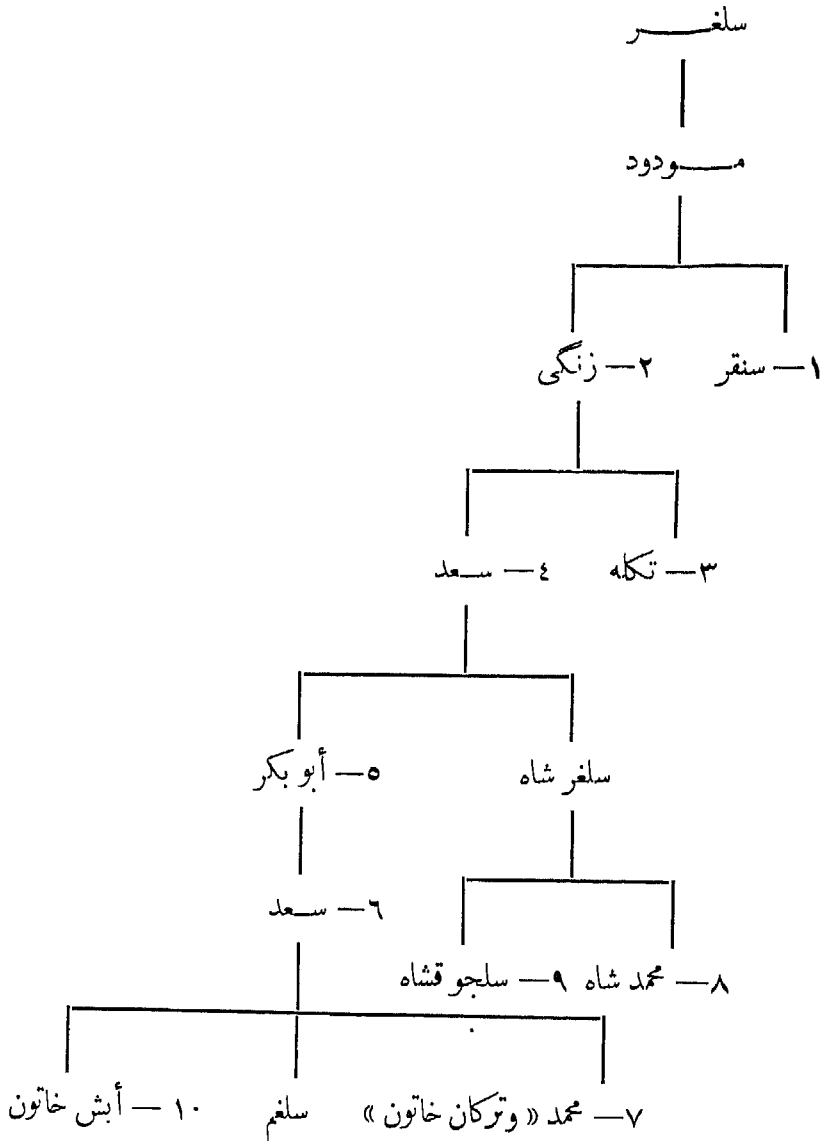 سلغر
مودود
١ — سنقر ٢ — زنگی
٣ — تكله ٤ — سعد
سلغر شاه ٥ — أبو بكر
٦ — سعد
٨ — محمد شاه ٩ — سلجو قشاه
٧ — محمد « وتركان خاتون » سلغم ١٠ — أبش خاتون